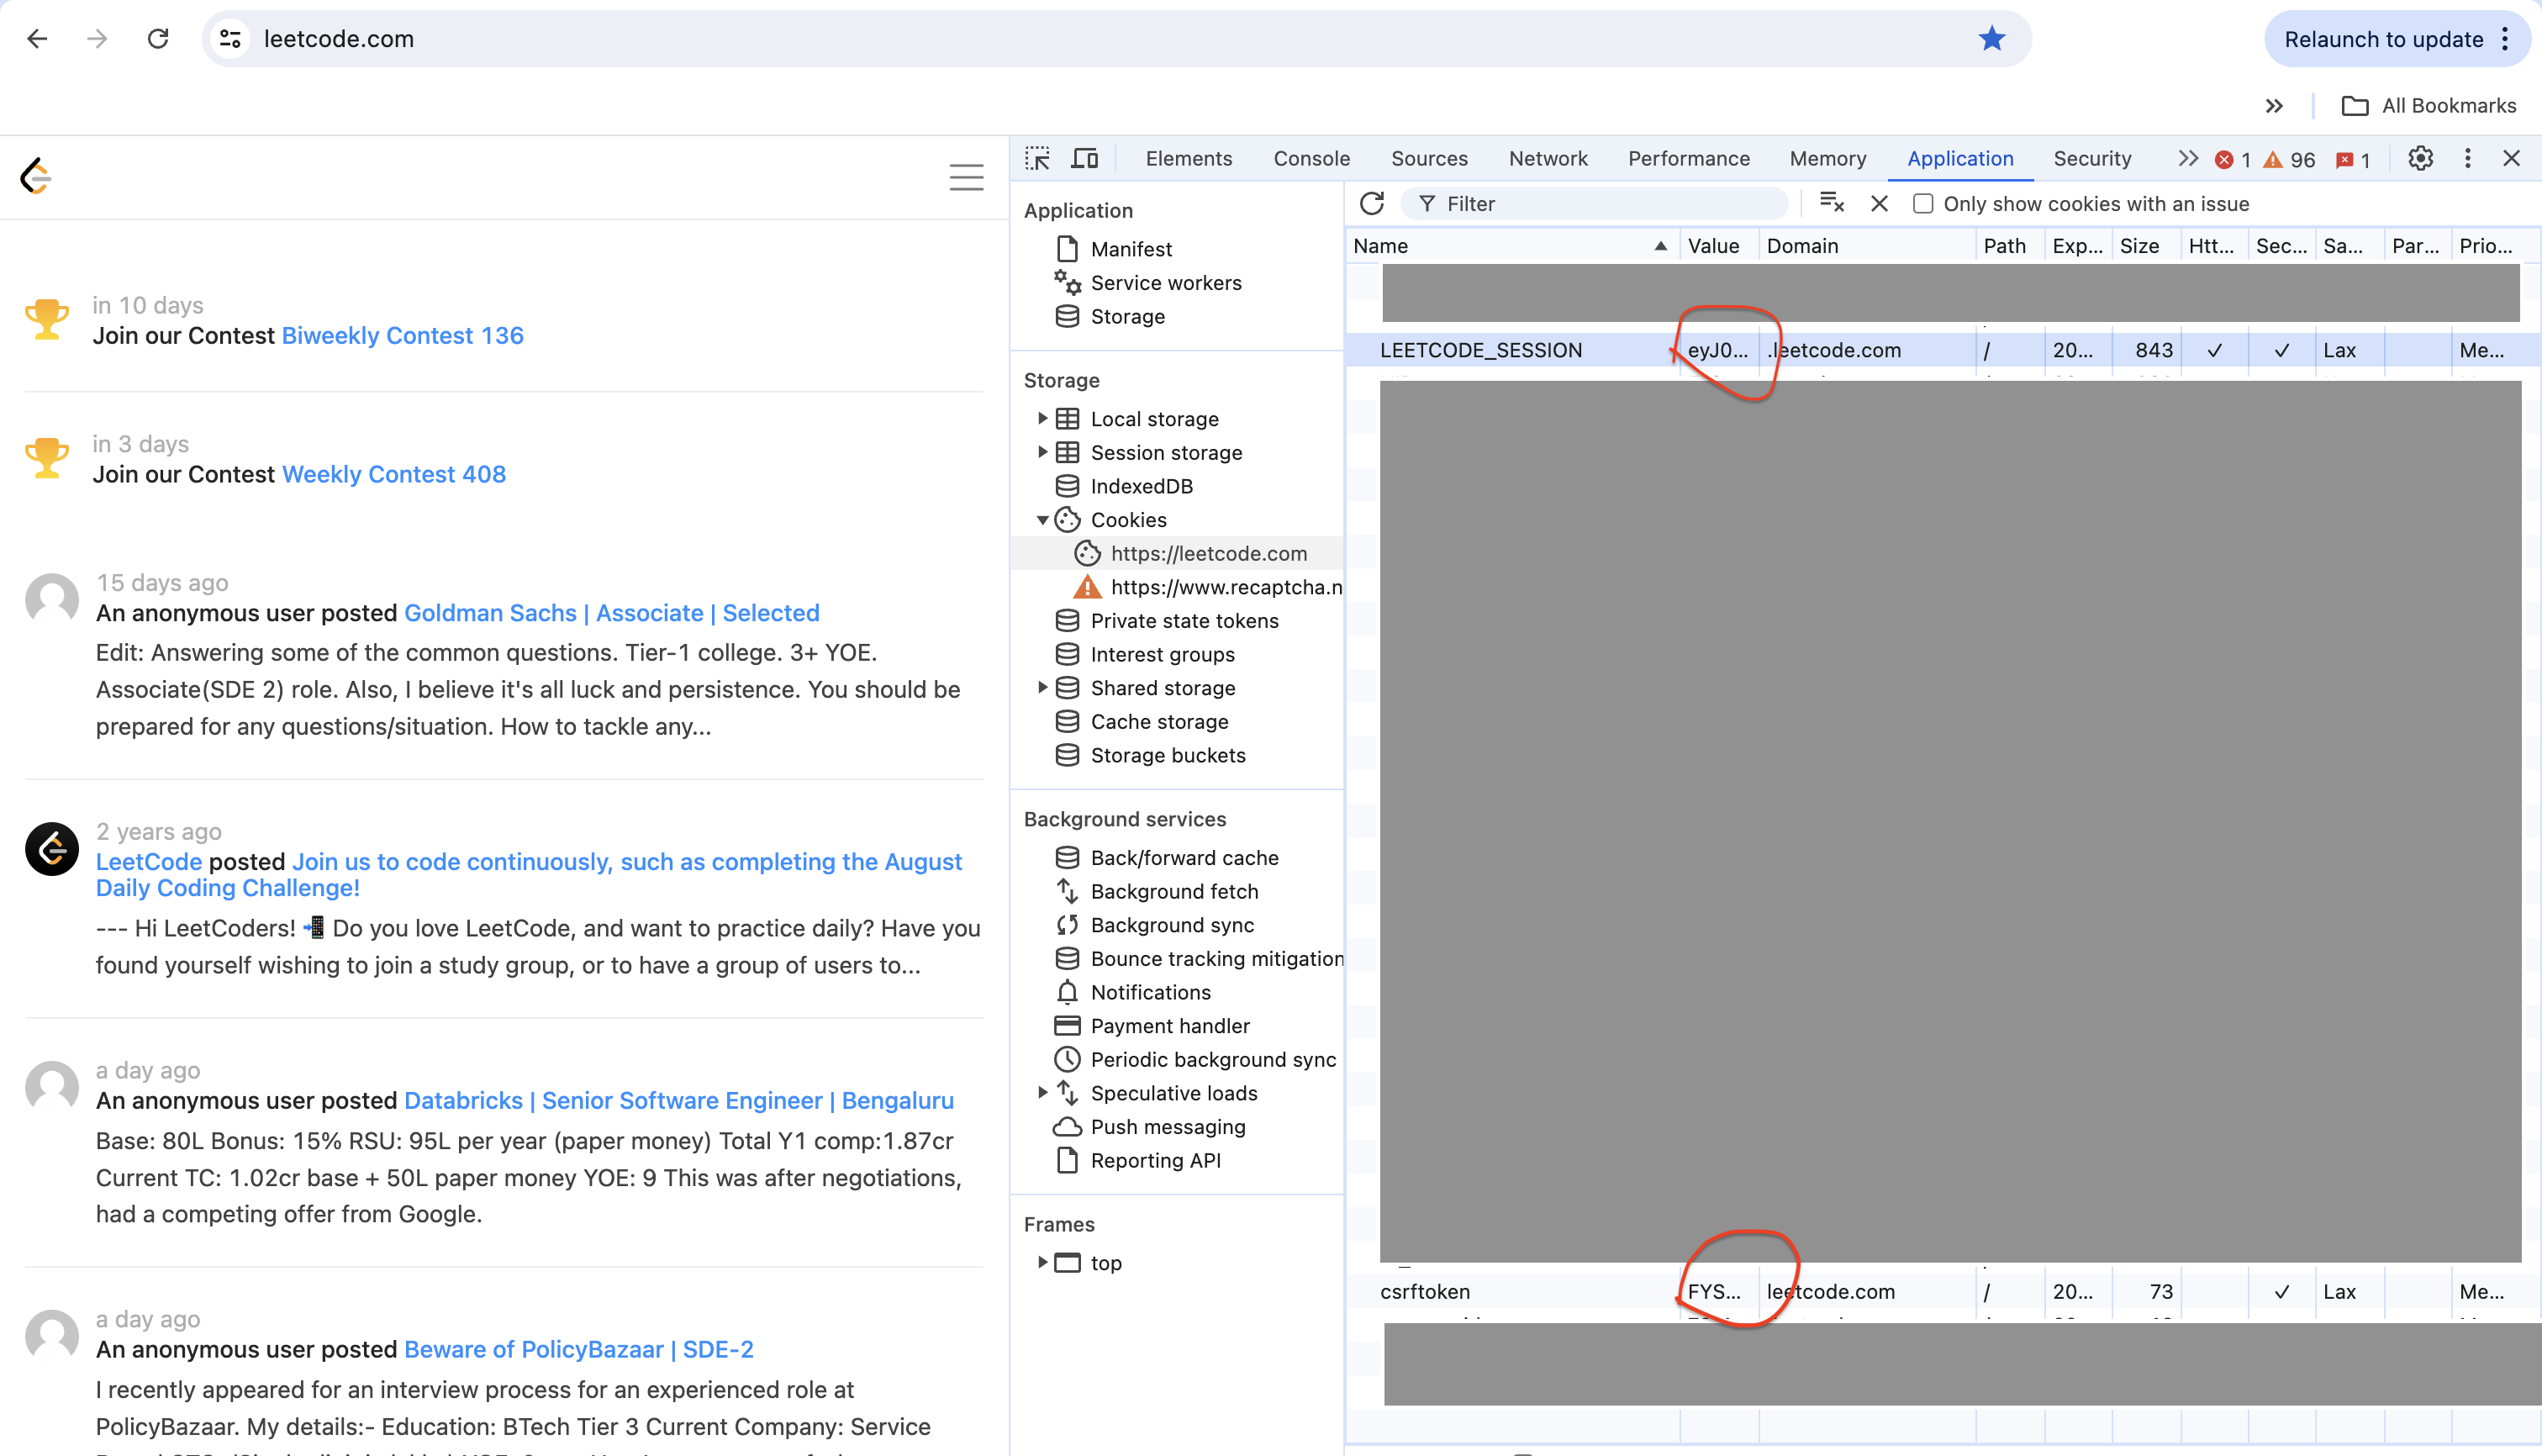 leetcode.com
Relaunch to update
All Bookmarks
in 10 days
Join our Contest Biweekly Contest 136
in 3 days
Join our Contest Weekly Contest 408
15 days ago
An anonymous user posted Goldman Sachs | Associate | Selected
Edit: Answering some of the common questions. Tier-1 college. 3+ YOE.
Associate(SDE 2) role. Also, I believe it's all luck and persistence. You should be
prepared for any questions/situation. How to tackle any...
2 years ago
LeetCode posted Join us to code continuously, such as completing the August
Daily Coding Challenge!
--- Hi LeetCoders! 📲 Do you love LeetCode, and want to practice daily? Have you
found yourself wishing to join a study group, or to have a group of users to...
a day ago
An anonymous user posted Databricks | Senior Software Engineer | Bengaluru
Base: 80L Bonus: 15% RSU: 95L per year (paper money) Total Y1 comp:1.87cr
Current TC: 1.02cr base + 50L paper money YOE: 9 This was after negotiations,
had a competing offer from Google.
a day ago
An anonymous user posted Beware of PolicyBazaar | SDE-2
I recently appeared for an interview process for an experienced role at
PolicyBazaar. My details:- Education: BTech Tier 3 Current Company: Service
Elements Console Sources Network Performance Memory Application Security 1 96 1
Application
Manifest
Service workers
Storage
Storage
Local storage
Session storage
IndexedDB
Cookies
https://leetcode.com
https://www.recaptcha.n
Private state tokens
Interest groups
Shared storage
Cache storage
Storage buckets
Background services
Back/forward cache
Background fetch
Background sync
Bounce tracking mitigation
Notifications
Payment handler
Periodic background sync
Speculative loads
Push messaging
Reporting API
Frames
top
Filter
Only show cookies with an issue
Name Value Domain Path Exp... Size Htt... Sec... Sa... Par... Prio...
LEETCODE_SESSION eyJ0... .leetcode.com / 20... 843 ✓ ✓ Lax Me...
csrftoken FYS... leetcode.com / 20... 73 ✓ Lax Me...